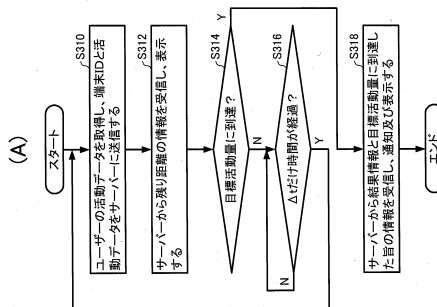 (A)
スタート
S310
ユーザーの活動データを取得し、端末IDと活
動データをサーバーに送信する
S312
サーバーから残り距離の情報を受信し、表示
する
S314
目標活動量に到達？
Y
N
S316
Δtだけ時間が経過？
N
Y
S318
サーバーから結果情報と目標活動量に到達し
た旨の情報を受信し、通知及び表示する
エンド